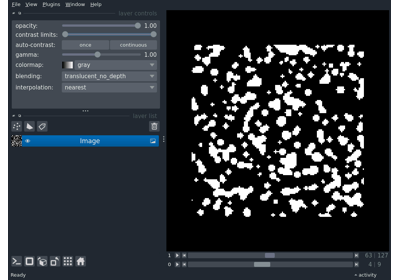 File View Plugins Window Help
layer controls
opacity: 1.00
contrast limits:
auto-contrast: once continuous
gamma: 1.00
colormap: gray
blending: translucent_no_depth
interpolation: nearest
layer list
Image
1 63 127
0 4 9
Ready activity